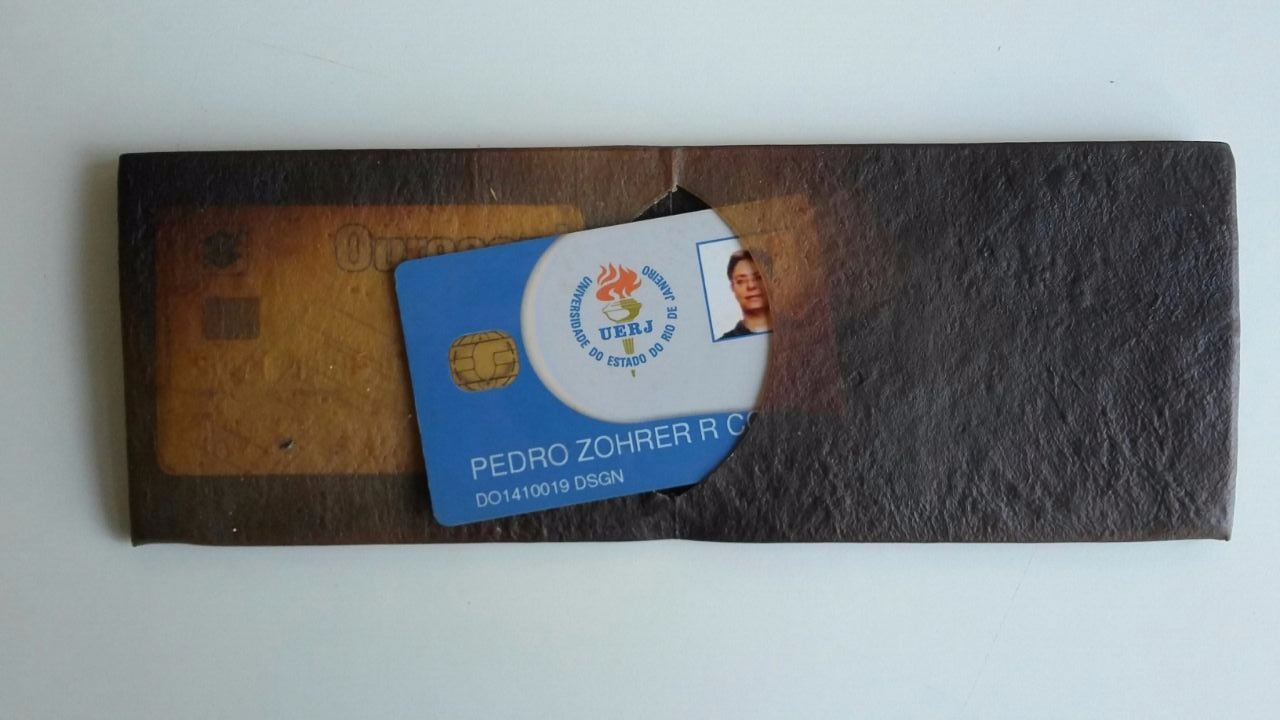 UNIVERSIDADE DO ESTADO DO RIO DE JANEIRO
UERJ
PEDRO ZOHRER R
DO1410019 DSGN